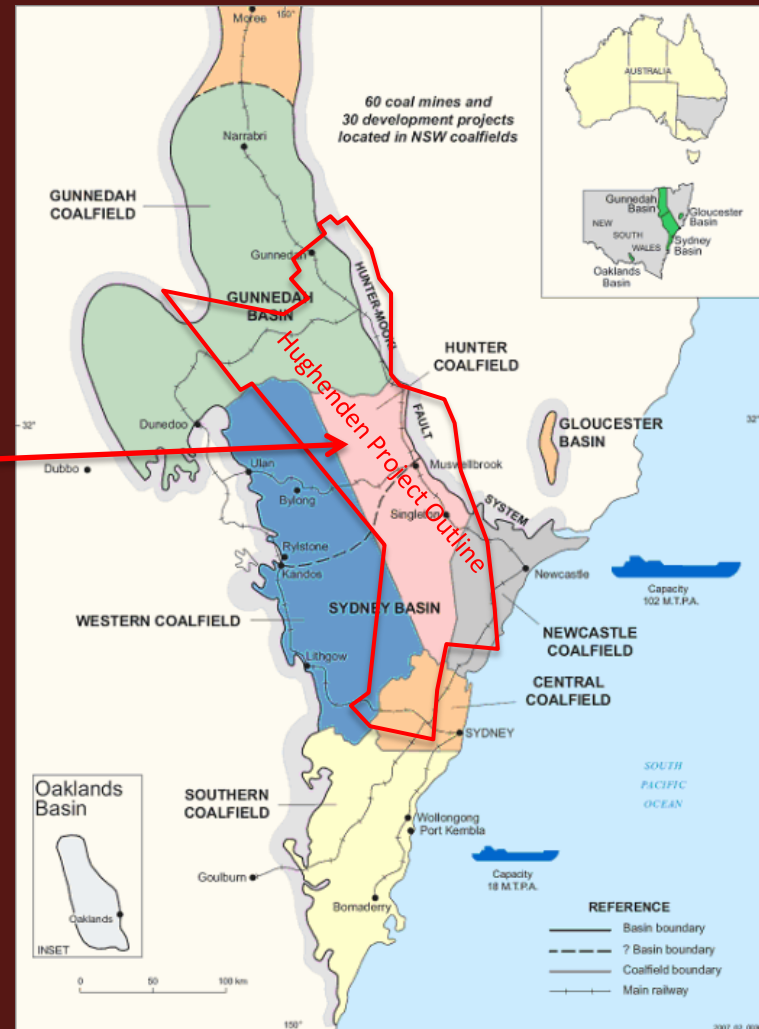 Moree
150°
60 coal mines and
30 development projects
located in NSW coalfields
AUSTRALIA
Narrabri
GUNNEDAH
COALFIELD
Gunnedah
Basin
Gloucester
Basin
NEW
SOUTH
WALES
Sydney
Basin
Oaklands
Basin
Gunnedah
GUNNEDAH
BASIN
HUNTER-MOOKI
Hughenden Project Outline
HUNTER
COALFIELD
FAULT
32°
Dunedoo
GLOUCESTER
BASIN
32°
Dubbo
Ulan
Muswellbrook
Bylong
SYSTEM
Singleton
Rylstone
Kandos
Newcastle
Capacity
102 M.T.P.A.
SYDNEY BASIN
WESTERN COALFIELD
NEWCASTLE
COALFIELD
Lithgow
CENTRAL
COALFIELD
SYDNEY
SOUTH
PACIFIC
OCEAN
Oaklands
Basin
SOUTHERN
COALFIELD
Wollongong
Port Kembla
Goulburn
Capacity
18 M.T.P.A.
Bomaderry
Oaklands
INSET
REFERENCE
Basin boundary
? Basin boundary
Coalfield boundary
Main railway
0 50 100 km
150°